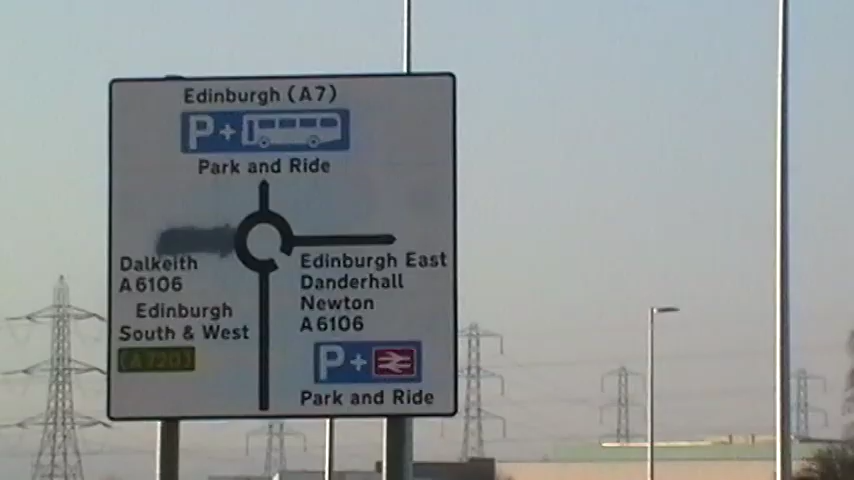 Edinburgh (A7)
P+
Park and Ride
Dalkeith
A6106
Edinburgh
South & West
(A720)
Edinburgh East
Danderhall
Newton
A6106
P+
Park and Ride